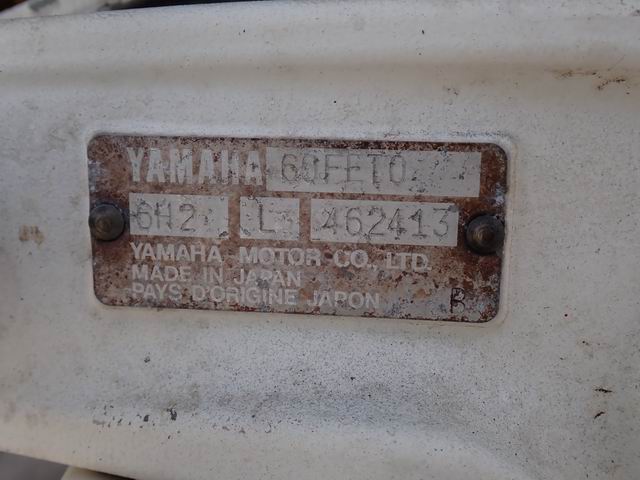 YAMAHA 60FETO
6H2 L 462413
YAMAHA MOTOR CO., LTD.
MADE IN JAPAN
PAYS D'ORIGINE JAPON